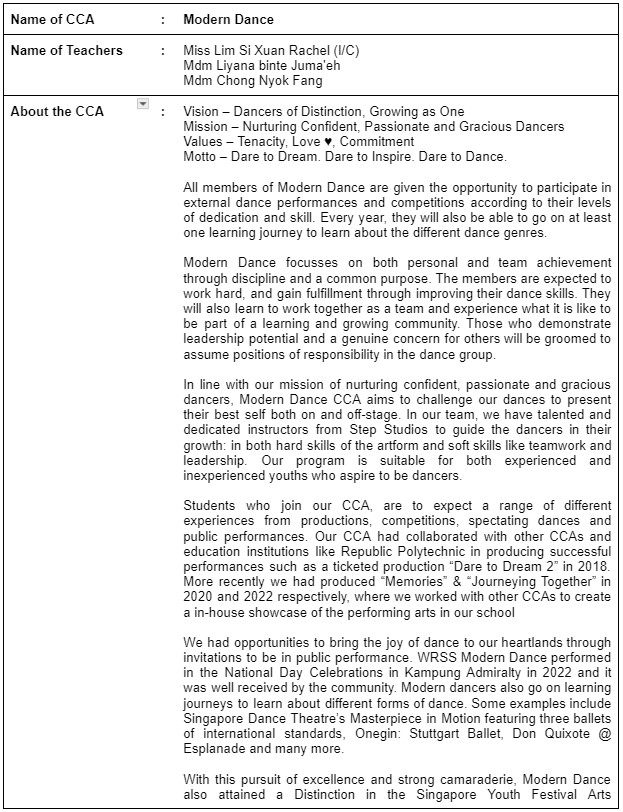 Name of CCA : Modern Dance
Name of Teachers : Miss Lim Si Xuan Rachel (I/C)
Mdm Liyana binte Juma'eh
Mdm Chong Nyok Fang
About the CCA : Vision – Dancers of Distinction, Growing as One
Mission – Nurturing Confident, Passionate and Gracious Dancers
Values – Tenacity, Love ♥, Commitment
Motto – Dare to Dream. Dare to Inspire. Dare to Dance.
All members of Modern Dance are given the opportunity to participate in
external dance performances and competitions according to their levels
of dedication and skill. Every year, they will also be able to go on at least
one learning journey to learn about the different dance genres.
Modern Dance focusses on both personal and team achievement
through discipline and a common purpose. The members are expected to
work hard, and gain fulfillment through improving their dance skills. They
will also learn to work together as a team and experience what it is like to
be part of a learning and growing community. Those who demonstrate
leadership potential and a genuine concern for others will be groomed to
assume positions of responsibility in the dance group.
In line with our mission of nurturing confident, passionate and gracious
dancers, Modern Dance CCA aims to challenge our dances to present
their best self both on and off-stage. In our team, we have talented and
dedicated instructors from Step Studios to guide the dancers in their
growth: in both hard skills of the artform and soft skills like teamwork and
leadership. Our program is suitable for both experienced and
inexperienced youths who aspire to be dancers.
Students who join our CCA, are to expect a range of different
experiences from productions, competitions, spectating dances and
public performances. Our CCA had collaborated with other CCAs and
education institutions like Republic Polytechnic in producing successful
performances such as a ticketed production “Dare to Dream 2” in 2018.
More recently we had produced “Memories” & “Journeying Together” in
2020 and 2022 respectively, where we worked with other CCAs to create
a in-house showcase of the performing arts in our school
We had opportunities to bring the joy of dance to our heartlands through
invitations to be in public performance. WRSS Modern Dance performed
in the National Day Celebrations in Kampung Admiralty in 2022 and it
was well received by the community. Modern dancers also go on learning
journeys to learn about different forms of dance. Some examples include
Singapore Dance Theatre’s Masterpiece in Motion featuring three ballets
of international standards, Onegin: Stuttgart Ballet, Don Quixote @
Esplanade and many more.
With this pursuit of excellence and strong camaraderie, Modern Dance
also attained a Distinction in the Singapore Youth Festival Arts